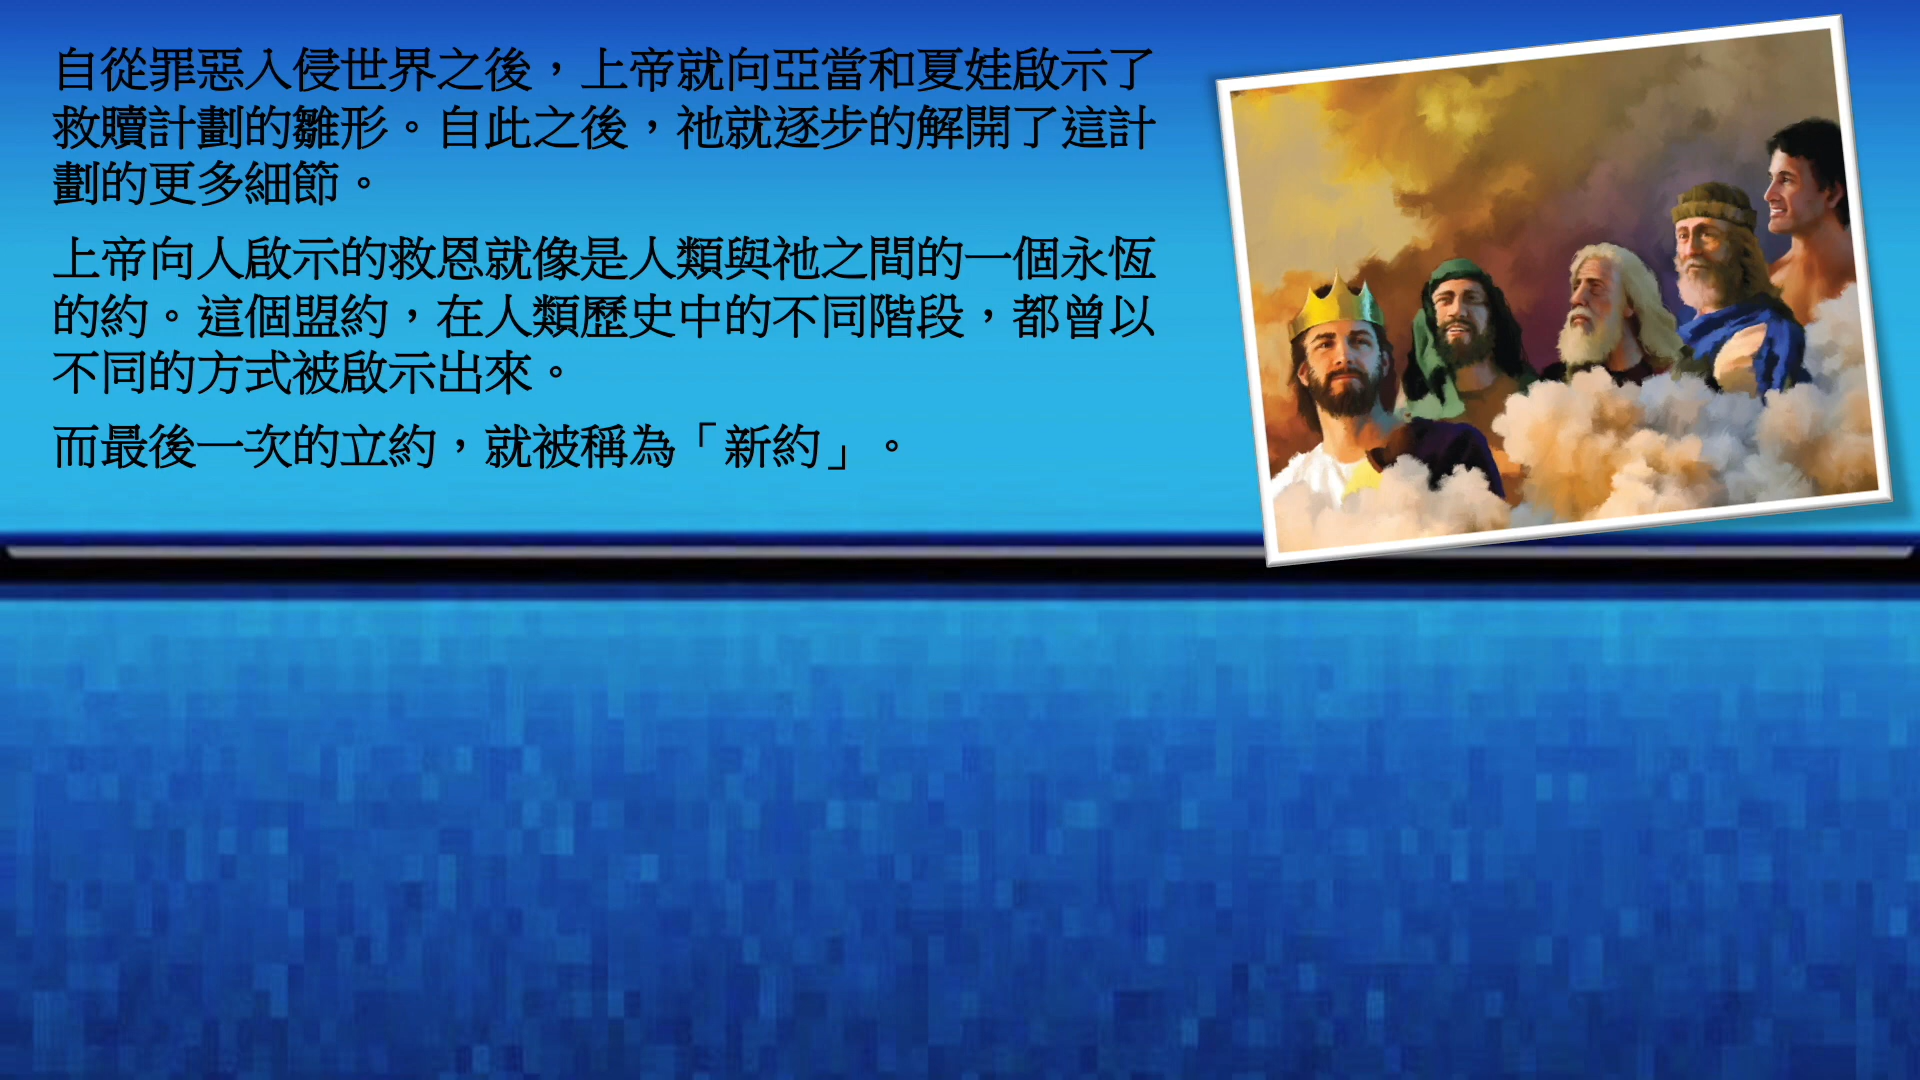 自從罪惡入侵世界之後，上帝就向亞當和夏娃啟示了
救贖計劃的雛形。自此之後，祂就逐步的解開了這計
劃的更多細節。
上帝向人啟示的救恩就像是人類與祂之間的一個永恆
的約。這個盟約，在人類歷史中的不同階段，都曾以
不同的方式被啟示出來。
而最後一次的立約，就被稱為「新約」。